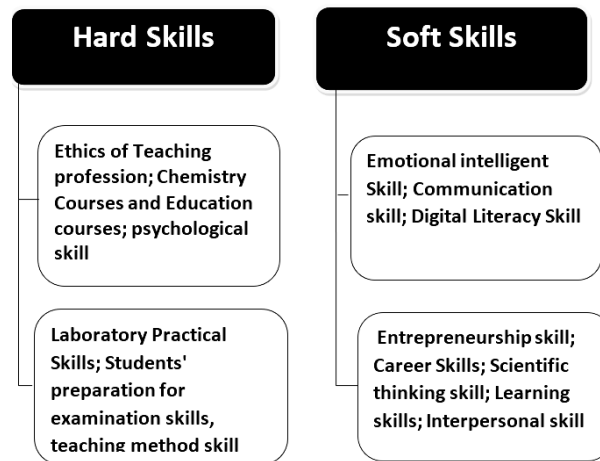 Hard Skills
Ethics of Teaching
profession; Chemistry
Courses and Education
courses; psychological
skill
Laboratory Practical
Skills; Students'
preparation for
examination skills,
teaching method skill
Soft Skills
Emotional intelligent
Skill; Communication
skill; Digital Literacy Skill
Entrepreneurship skill;
Career Skills; Scientific
thinking skill; Learning
skills; Interpersonal skill